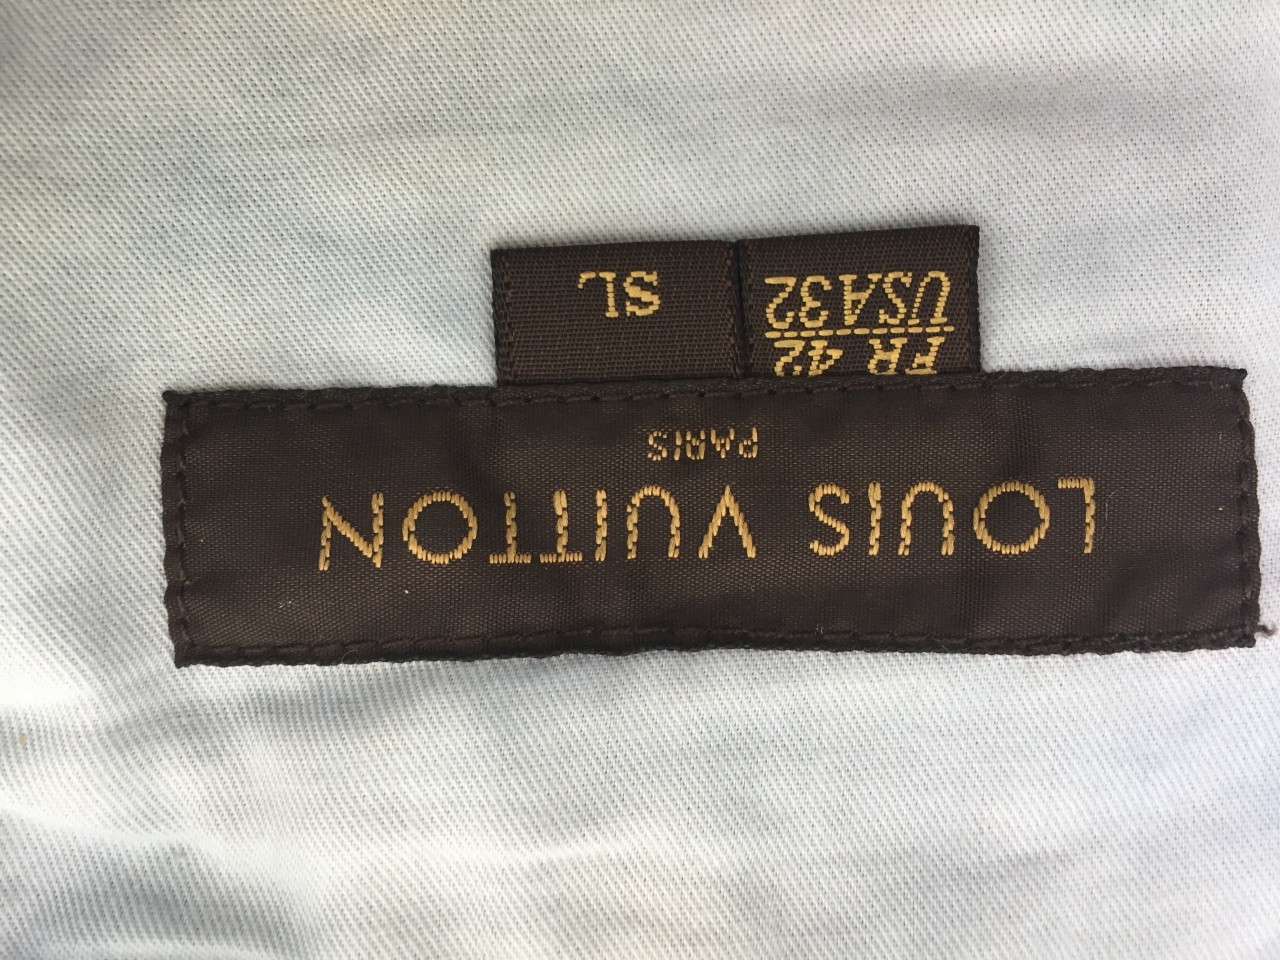 LOUIS VUITTON
PARIS
FR 42
USA32
SL